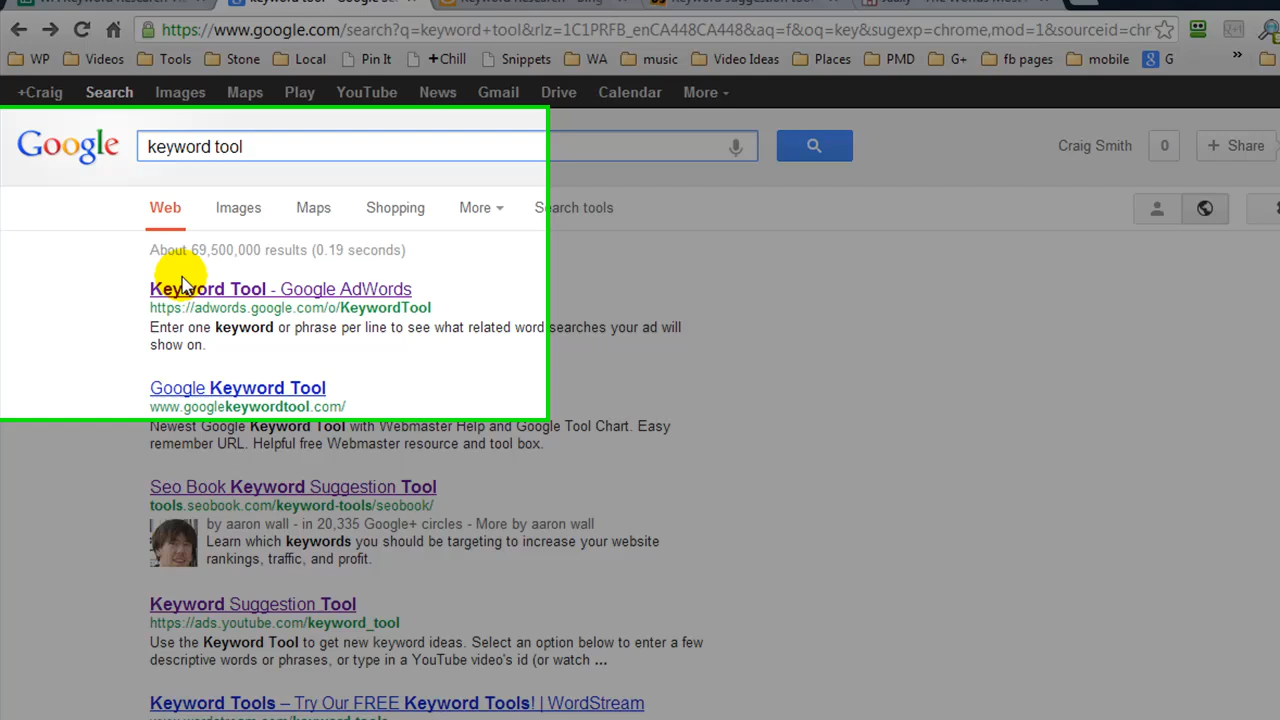 keyword tool - Google Se
https://www.google.com/search?q=keyword+tool&rlz=1C1PRFB_enCA448CA448&aq=f&oq=key&sugexp=chrome,mod=1&sourceid=chr
WP Videos Tools Stone Local Pin It +Chill Snippets WA music Video Ideas Places PMD G+ fb pages mobile G »
+Craig Search Images Maps Play YouTube News Gmail Drive Calendar More
Google keyword tool Craig Smith 0 + Share
Web Images Maps Shopping More Search tools
About 69,500,000 results (0.19 seconds)
Keyword Tool - Google AdWords
https://adwords.google.com/o/KeywordTool
Enter one keyword or phrase per line to see what related word searches your ad will
show on.
Google Keyword Tool
www.googlekeywordtool.com/
Newest Google Keyword Tool with Webmaster Help and Google Tool Chart. Easy
remember URL. Helpful free Webmaster resource and tool box.
Seo Book Keyword Suggestion Tool
tools.seobook.com/keyword-tools/seobook/
by aaron wall - in 20,335 Google+ circles - More by aaron wall
Learn which keywords you should be targeting to increase your website
rankings, traffic, and profit.
Keyword Suggestion Tool
https://ads.youtube.com/keyword_tool
Use the Keyword Tool to get new keyword ideas. Select an option below to enter a few
descriptive words or phrases, or type in a YouTube video's id (or watch ...
Keyword Tools – Try Our FREE Keyword Tools! | WordStream